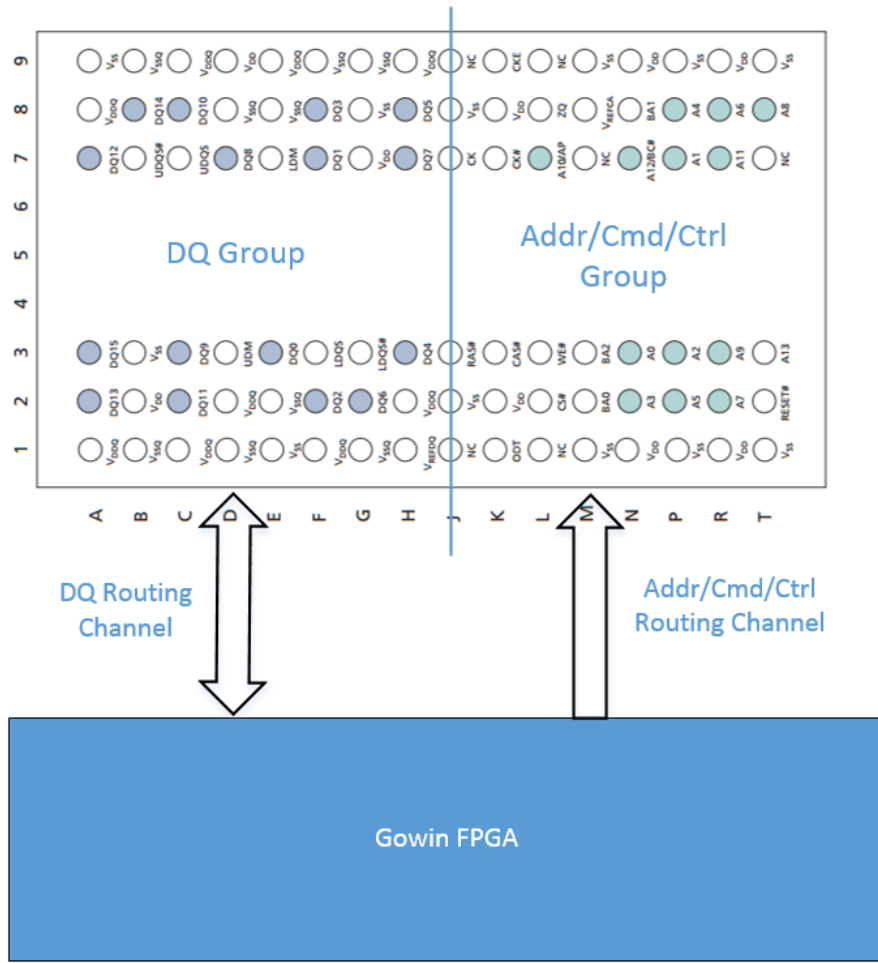 9 VSS VSSQ VDDQ VDD VDDQ VSSQ VSSQ VDDQ NC CKE NC VSS VDD VSS VDD VSS
8 VDDQ DQ14 DQ10 VSSQ VSSQ DQ3 VSS DQ5 VSS VDD ZQ VREFCA BA1 A4 A6 A8
7 DQ12 UDQS# UDQS DQ8 LDM DQ1 VDD DQ7 CK CK# A10/AP NC A12/BC# A1 A11 NC
6
5
4
DQ Group
Addr/Cmd/Ctrl
Group
3 DQ15 VSS DQ9 UDM DQ0 LDQS LDQS# DQ4 RAS# CAS# WE# BA2 A0 A2 A9 A13
2 DQ13 VDD DQ11 VDDQ VSSQ DQ2 DQ6 VDDQ VSS VDD CS# BA0 A3 A5 A7 RESET#
1 VDDQ VSSQ VDDQ VSSQ VSS VDDQ VSSQ VREFDQ NC ODT NC VSS VDD VSS VDD VSS
A B C D E F G H J K L M N P R T
DQ Routing
Channel
Addr/Cmd/Ctrl
Routing Channel
Gowin FPGA